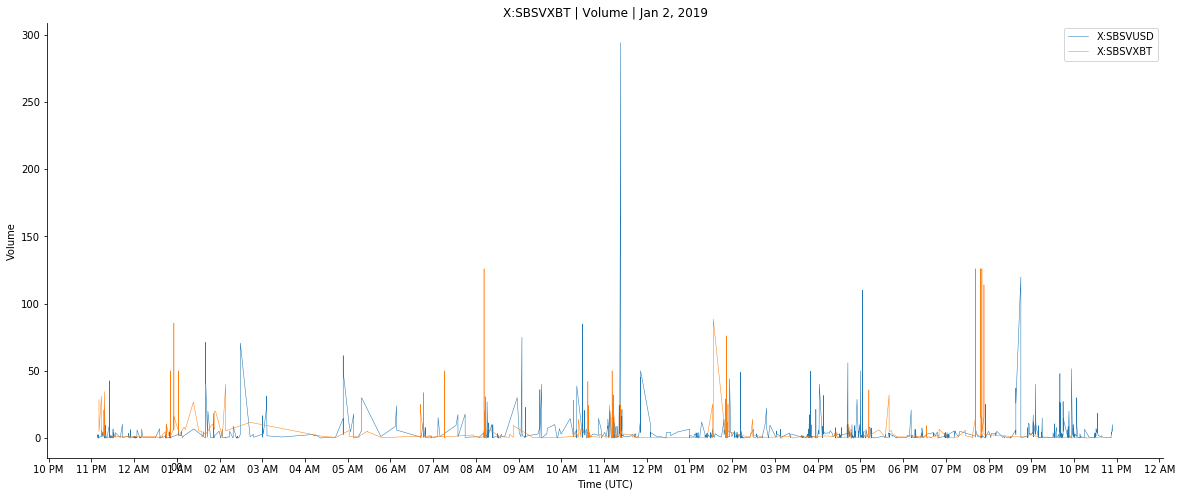 X:SBSVXBT | Volume | Jan 2, 2019
X:SBSVUSD
X:SBSVXBT
300
250
200
150
100
50
0
Volume
10 PM 11 PM 12 AM 01 AM 02 AM 03 AM 04 AM 05 AM 06 AM 07 AM 08 AM 09 AM 10 AM 11 AM 12 PM 01 PM 02 PM 03 PM 04 PM 05 PM 06 PM 07 PM 08 PM 09 PM 10 PM 11 PM 12 AM
00
Time (UTC)